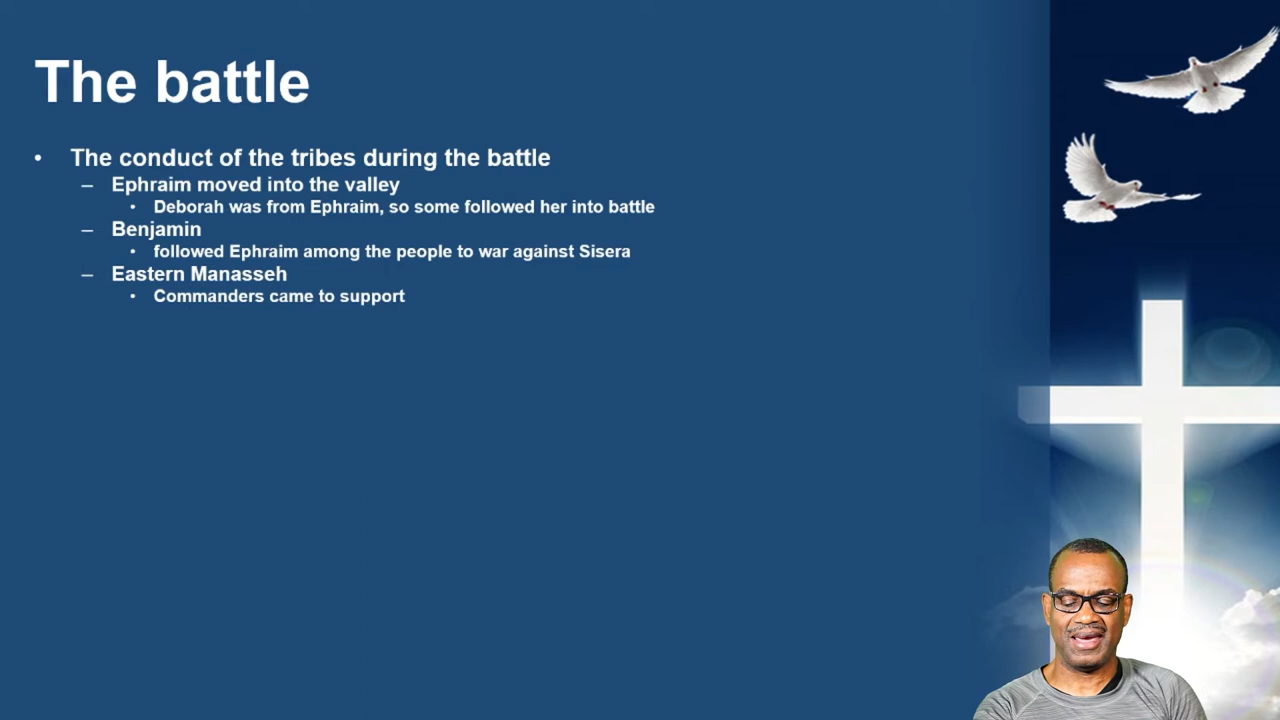 The battle
• The conduct of the tribes during the battle
– Ephraim moved into the valley
• Deborah was from Ephraim, so some followed her into battle
– Benjamin
• followed Ephraim among the people to war against Sisera
– Eastern Manasseh
• Commanders came to support